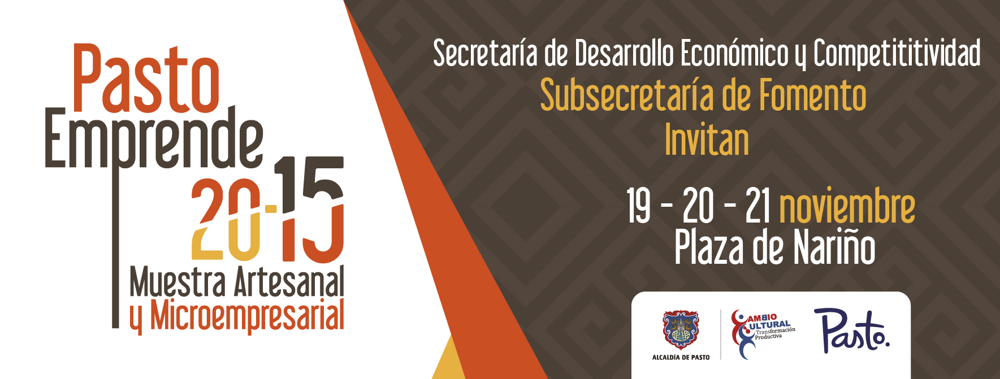 Pasto
Emprende
20-15
Muestra Artesanal
y Microempresarial
Secretaría de Desarrollo Económico y Competititividad
Subsecretaría de Fomento
Invitan
19 - 20 - 21 noviembre
Plaza de Nariño
ALCALDÍA DE PASTO
CAMBIO
CULTURAL
Transformación
Productiva
Pasto.